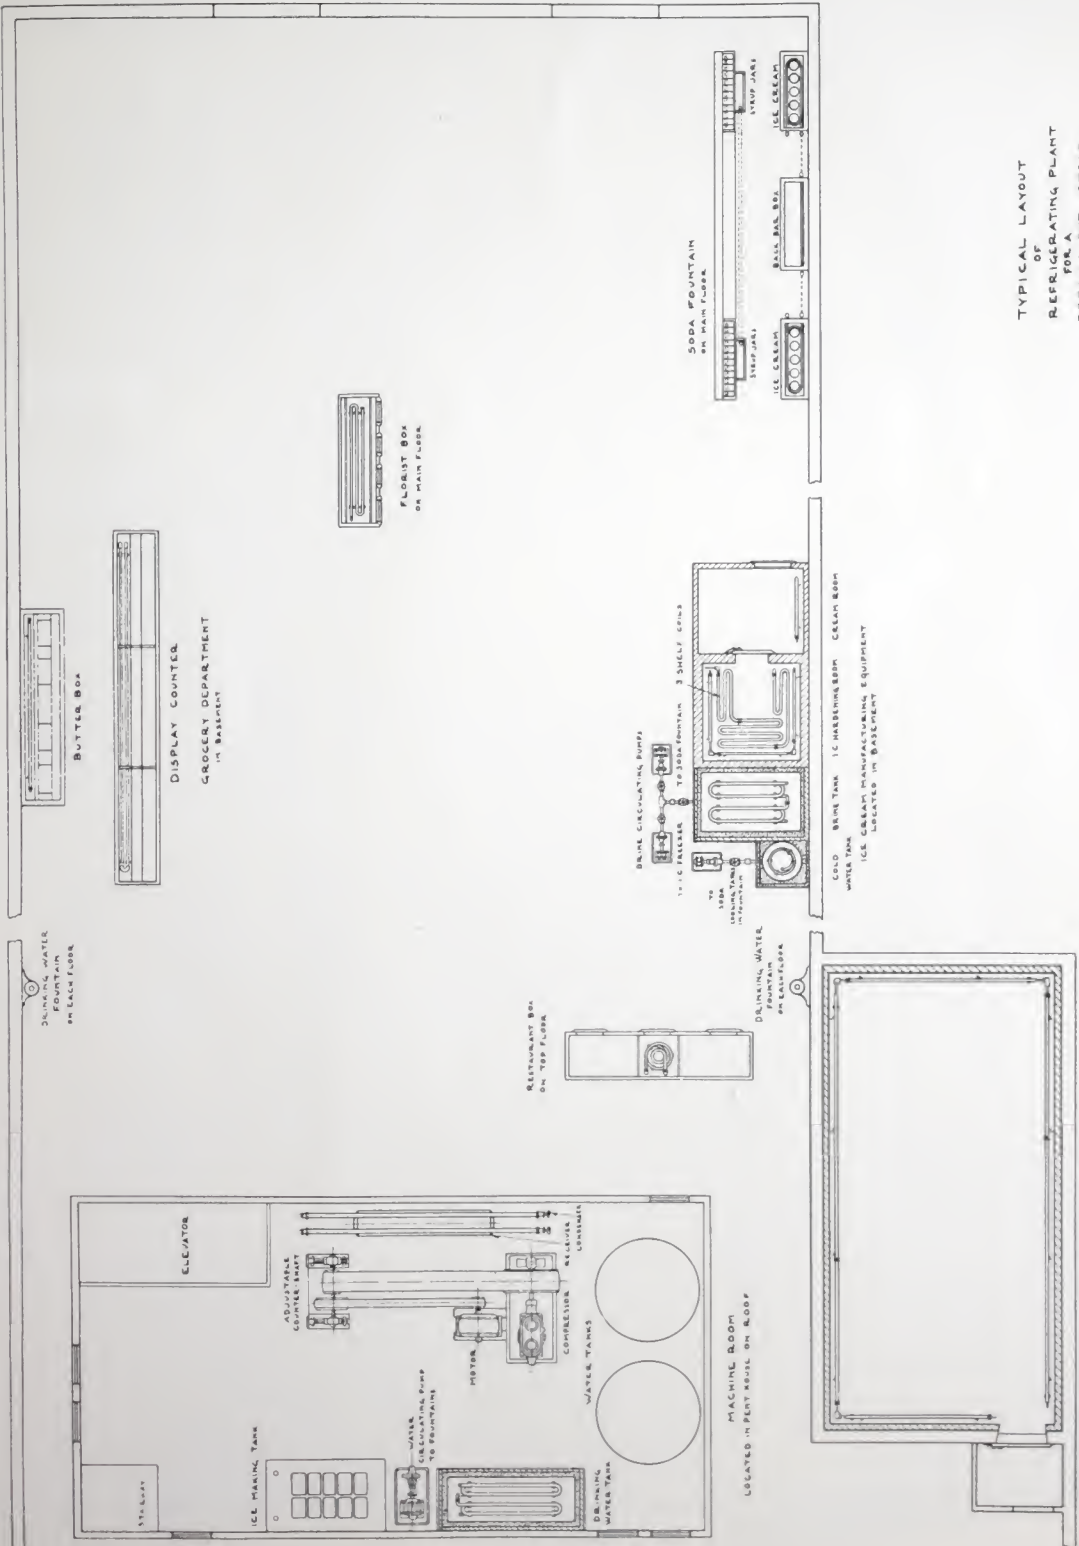 BUTTER BOX
DISPLAY COUNTER
GROCERY DEPARTMENT
IN BASEMENT
FLORIST BOX
ON MAIN FLOOR
SODA FOUNTAIN
ON MAIN FLOOR
SYRUP JARS
SYRUP JARS
ICE CREAM
BACK BAR BOX
ICE CREAM
DRINKING WATER
FOUNTAIN
ON EACH FLOOR
RESTAURANT BOX
ON TOP FLOOR
DRINKING WATER
FOUNTAIN
ON EACH FLOOR
BRINE CIRCULATING PUMPS
TO I C FREEZER
TO SODA FOUNTAIN
3 SHELF COILS
TO
SODA
COOLING TANKS
IN FOUNTAIN
COLD
WATER TANK
BRINE TANK
I C HARDENING ROOM
CREAM ROOM
ICE CREAM MANUFACTURING EQUIPMENT
LOCATED IN BASEMENT
ELEVATOR
ADJUSTABLE
COUNTER-SHAFT
MOTOR
COMPRESSOR
RECEIVER
CONDENSER
ICE MAKING TANK
WATER
CIRCULATING PUMP
TO FOUNTAINS
DRINKING
WATER TANK
WATER TANKS
MACHINE ROOM
LOCATED IN PENT HOUSE ON ROOF
TYPICAL LAYOUT
OF
REFRIGERATING PLANT
FOR A